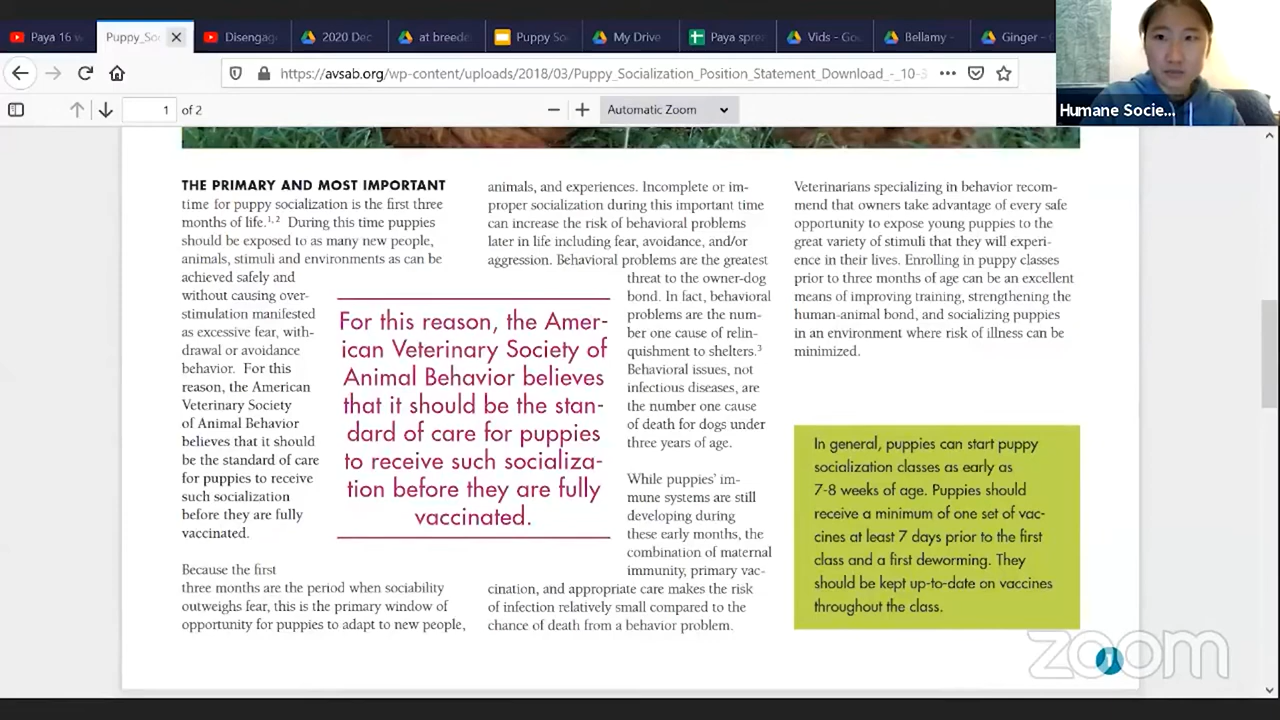 Paya 16 w
Puppy_So
Disengag
2020 Dec
at breede
Puppy So
My Drive
Paya spre
Vids - Go
Bellamy -
Ginger -
https://avsab.org/wp-content/uploads/2018/03/Puppy_Socialization_Position_Statement_Download_-_10-3
1 of 2
Automatic Zoom
Humane Socie...
THE PRIMARY AND MOST IMPORTANT
time for puppy socialization is the first three
months of life.1, 2 During this time puppies
should be exposed to as many new people,
animals, stimuli and environments as can be
achieved safely and
without causing over-
stimulation manifested
as excessive fear, with-
drawal or avoidance
behavior. For this
reason, the American
Veterinary Society
of Animal Behavior
believes that it should
be the standard of care
for puppies to receive
such socialization
before they are fully
vaccinated.
Because the first
three months are the period when sociability
outweighs fear, this is the primary window of
opportunity for puppies to adapt to new people,
For this reason, the Amer-
ican Veterinary Society of
Animal Behavior believes
that it should be the stan-
dard of care for puppies
to receive such socializa-
tion before they are fully
vaccinated.
animals, and experiences. Incomplete or im-
proper socialization during this important time
can increase the risk of behavioral problems
later in life including fear, avoidance, and/or
aggression. Behavioral problems are the greatest
threat to the owner-dog
bond. In fact, behavioral
problems are the num-
ber one cause of relin-
quishment to shelters.3
Behavioral issues, not
infectious diseases, are
the number one cause
of death for dogs under
three years of age.
While puppies' im-
mune systems are still
developing during
these early months, the
combination of maternal
immunity, primary vac-
cination, and appropriate care makes the risk
of infection relatively small compared to the
chance of death from a behavior problem.
Veterinarians specializing in behavior recom-
mend that owners take advantage of every safe
opportunity to expose young puppies to the
great variety of stimuli that they will experi-
ence in their lives. Enrolling in puppy classes
prior to three months of age can be an excellent
means of improving training, strengthening the
human-animal bond, and socializing puppies
in an environment where risk of illness can be
minimized.
In general, puppies can start puppy
socialization classes as early as
7-8 weeks of age. Puppies should
receive a minimum of one set of vac-
cines at least 7 days prior to the first
class and a first deworming. They
should be kept up-to-date on vaccines
throughout the class.
zoom